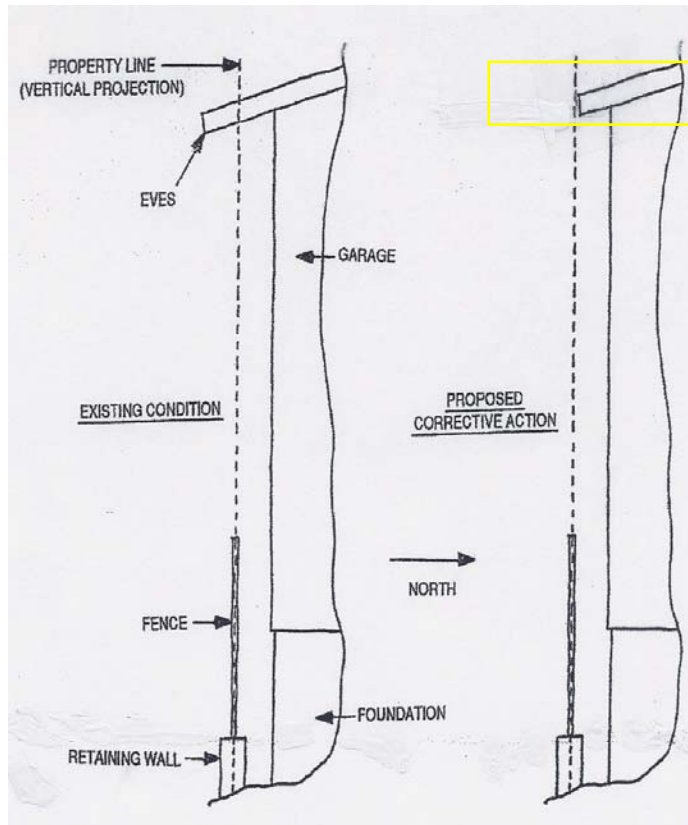 PROPERTY LINE
(VERTICAL PROJECTION)
EVES
GARAGE
EXISTING CONDITION
PROPOSED
CORRECTIVE ACTION
NORTH
FENCE
FOUNDATION
RETAINING WALL